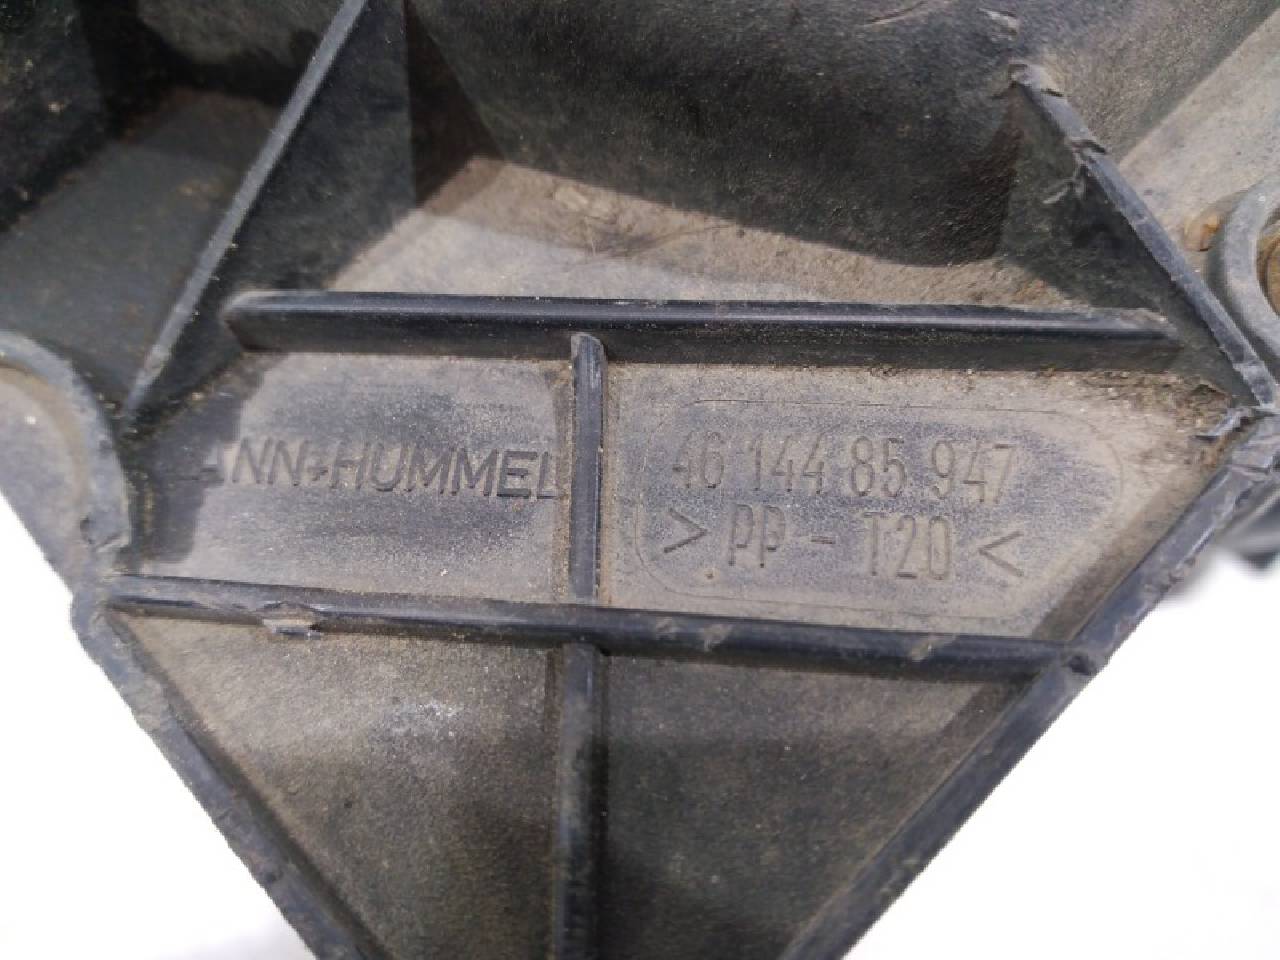 ANN+HUMMEL
46 144 85 947
> PP - T20 <